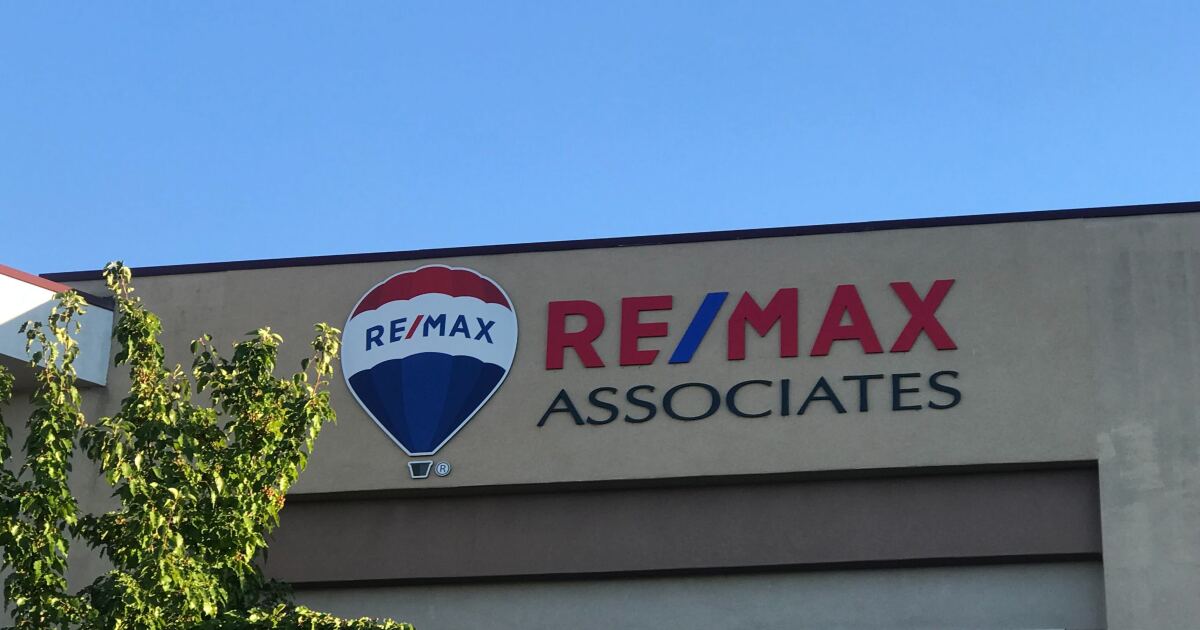 RE/MAX
®
RE/MAX
ASSOCIATES